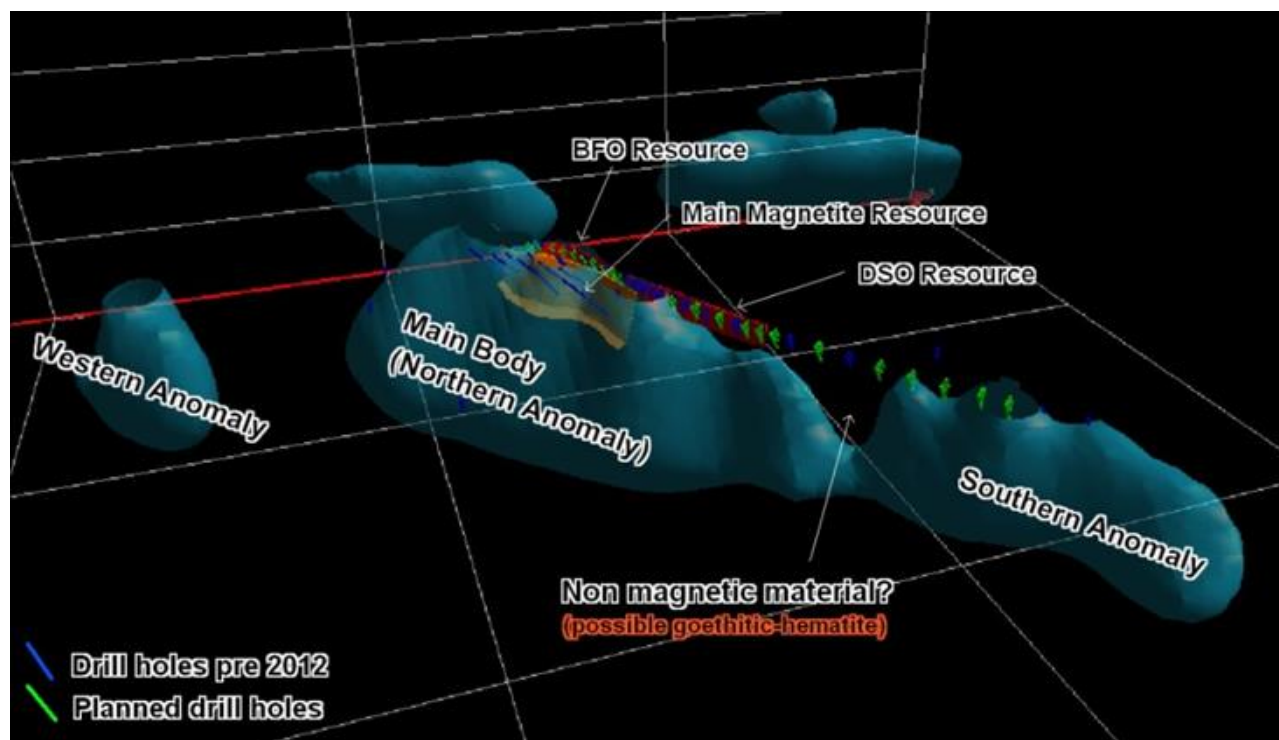 BFO Resource
Main Magnetite Resource
DSO Resource
Western Anomaly
Main Body
(Northern Anomaly)
Southern Anomaly
Non magnetic material?
(possible goethitic-hematite)
Drill holes pre 2012
Planned drill holes